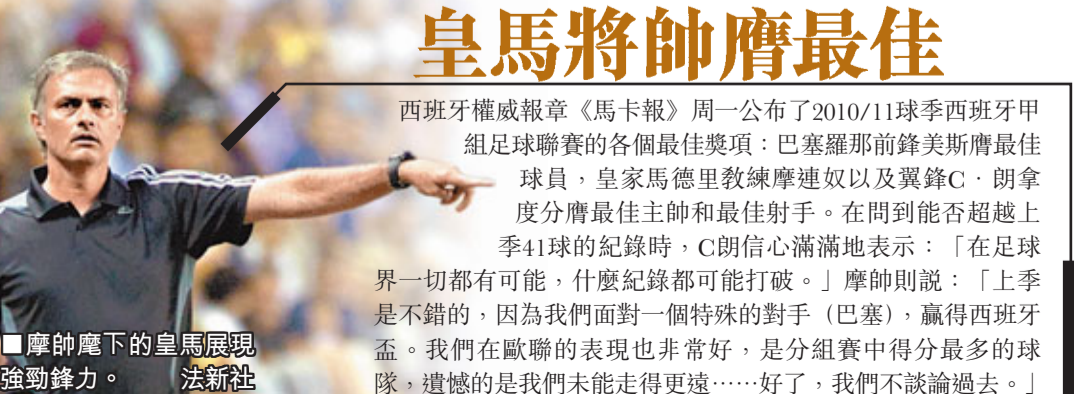 皇馬將帥膺最佳
西班牙權威報章《馬卡報》周一公布了2010/11球季西班牙甲
組足球聯賽的各個最佳獎項：巴塞羅那前鋒美斯膺最佳
球員，皇家馬德里教練摩連奴以及翼鋒C．朗拿
度分膺最佳主帥和最佳射手。在問到能否超越上
季41球的紀錄時，C朗信心滿滿地表示：「在足球
界一切都有可能，什麼紀錄都可能打破。」摩帥則說：「上季
是不錯的，因為我們面對一個特殊的對手（巴塞），贏得西班牙
盃。我們在歐聯的表現也非常好，是分組賽中得分最多的球
隊，遺憾的是我們未能走得更遠……好了，我們不談論過去。」
■摩帥麾下的皇馬展現
強勁鋒力。　法新社